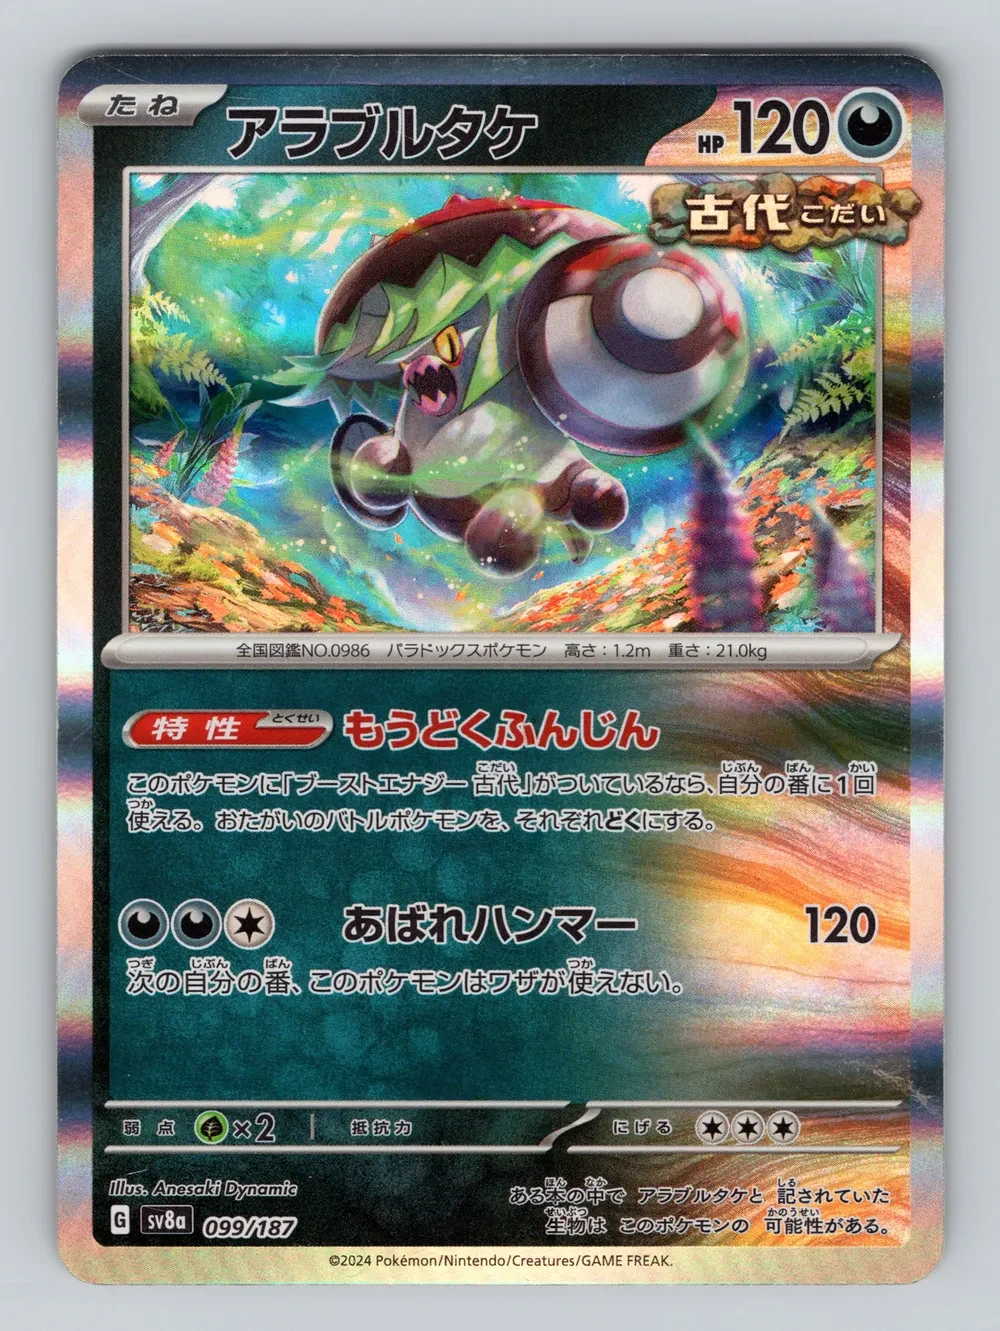 たね
アラブルタケ
HP 120
古代 こだい
全国図鑑NO.0986 パラドックスポケモン 高さ：1.2m 重さ：21.0kg
特性 とくせい もうどくふんじん
このポケモンに「ブーストエナジー 古代」がついているなら、自分の番に1回
使える。おたがいのバトルポケモンを、それぞれどくにする。
あばれハンマー 120
次の自分の番、このポケモンはワザが使えない。
弱点 ×2 抵抗力 にげる
Illus. Anesaki Dynamic
G sv8a 099/187
ある本の中で アラブルタケと 記されていた
生物は このポケモンの 可能性がある。
©2024 Pokémon/Nintendo/Creatures/GAME FREAK.